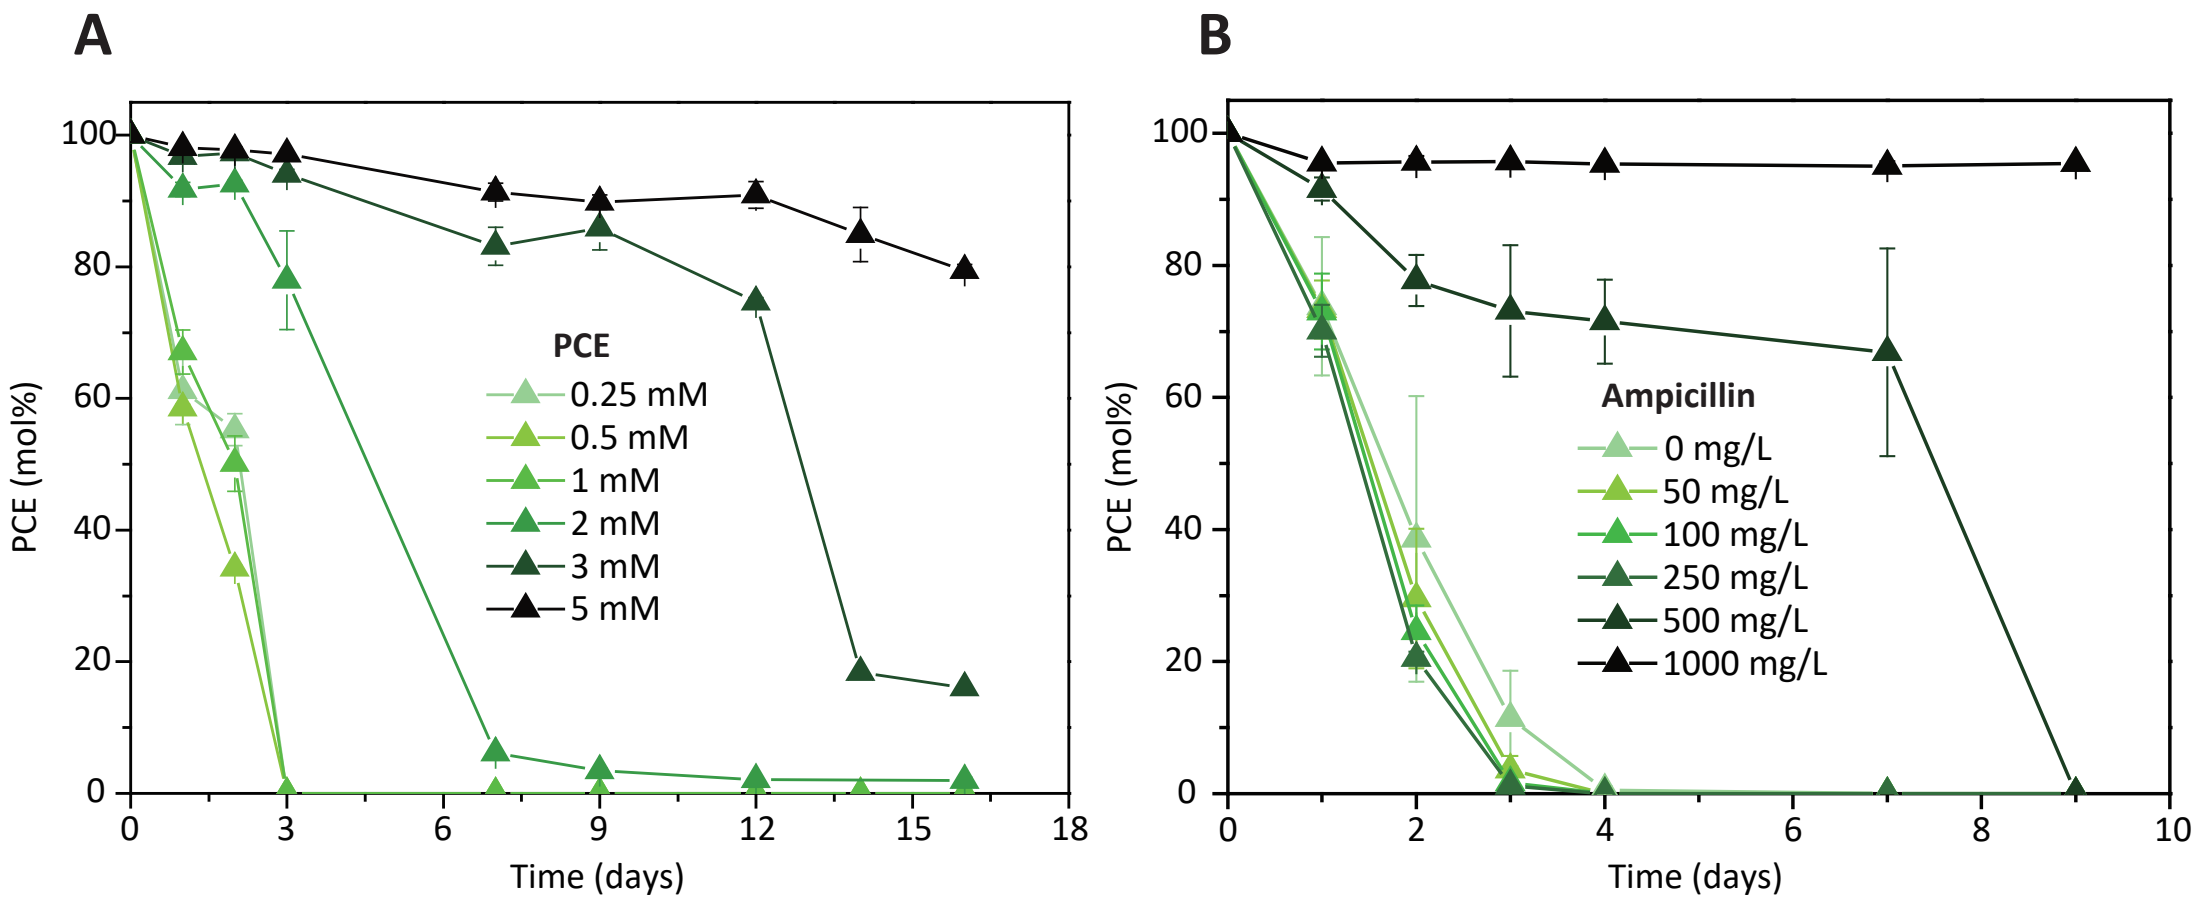 A
PCE (mol%)
100
80
60
40
20
0
0 3 6 9 12 15 18
Time (days)
PCE
0.25 mM
0.5 mM
1 mM
2 mM
3 mM
5 mM
B
PCE (mol%)
100
80
60
40
20
0
0 2 4 6 8 10
Time (days)
Ampicillin
0 mg/L
50 mg/L
100 mg/L
250 mg/L
500 mg/L
1000 mg/L